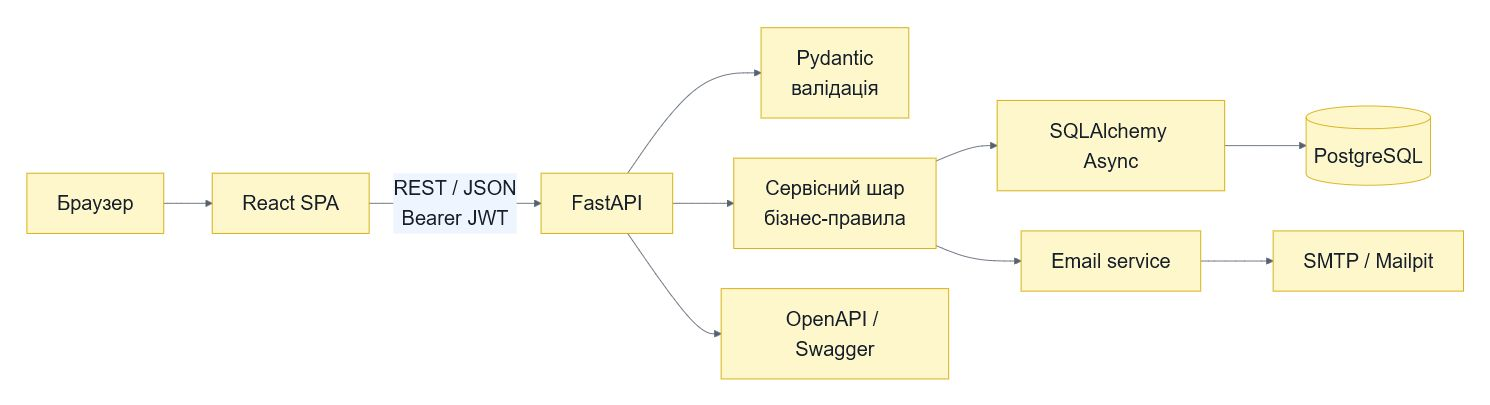 Браузер
React SPA
REST / JSON
Bearer JWT
FastAPI
Pydantic
валідація
Сервісний шар
бізнес-правила
OpenAPI /
Swagger
SQLAlchemy
Async
Email service
PostgreSQL
SMTP / Mailpit